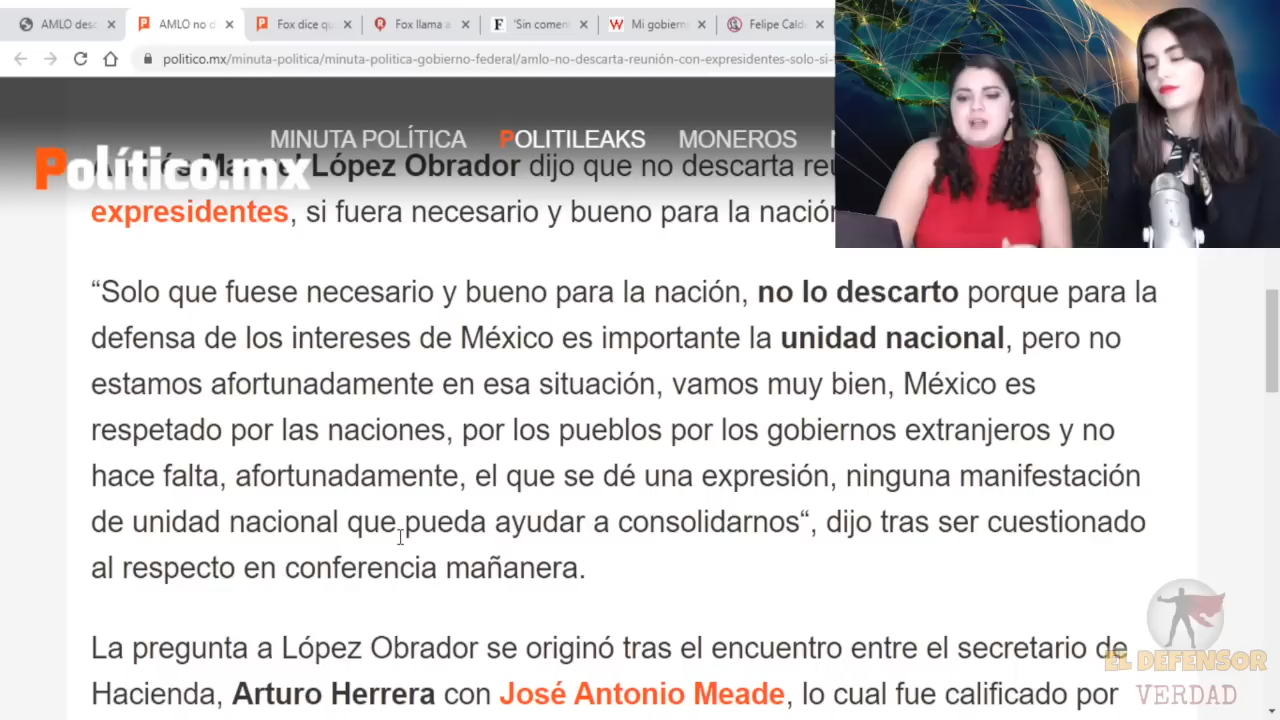 AMLO desc
AMLO no d
Fox dice qu
Fox llama a
'Sin comen
Mi gobiern
Felipe Cald
politico.mx/minuta-politica/minuta-politica-gobierno-federal/amlo-no-descarta-reunión-con-expresidentes-solo-si-
MINUTA POLÍTICA POLITILEAKS MONEROS
Político.mx
López Obrador dijo que no descarta
expresidentes, si fuera necesario y bueno para la nación
“Solo que fuese necesario y bueno para la nación, no lo descarto porque para la
defensa de los intereses de México es importante la unidad nacional, pero no
estamos afortunadamente en esa situación, vamos muy bien, México es
respetado por las naciones, por los pueblos por los gobiernos extranjeros y no
hace falta, afortunadamente, el que se dé una expresión, ninguna manifestación
de unidad nacional que pueda ayudar a consolidarnos“, dijo tras ser cuestionado
al respecto en conferencia mañanera.
La pregunta a López Obrador se originó tras el encuentro entre el secretario de
Hacienda, Arturo Herrera con José Antonio Meade, lo cual fue calificado por
EL DEFENSOR
VERDAD